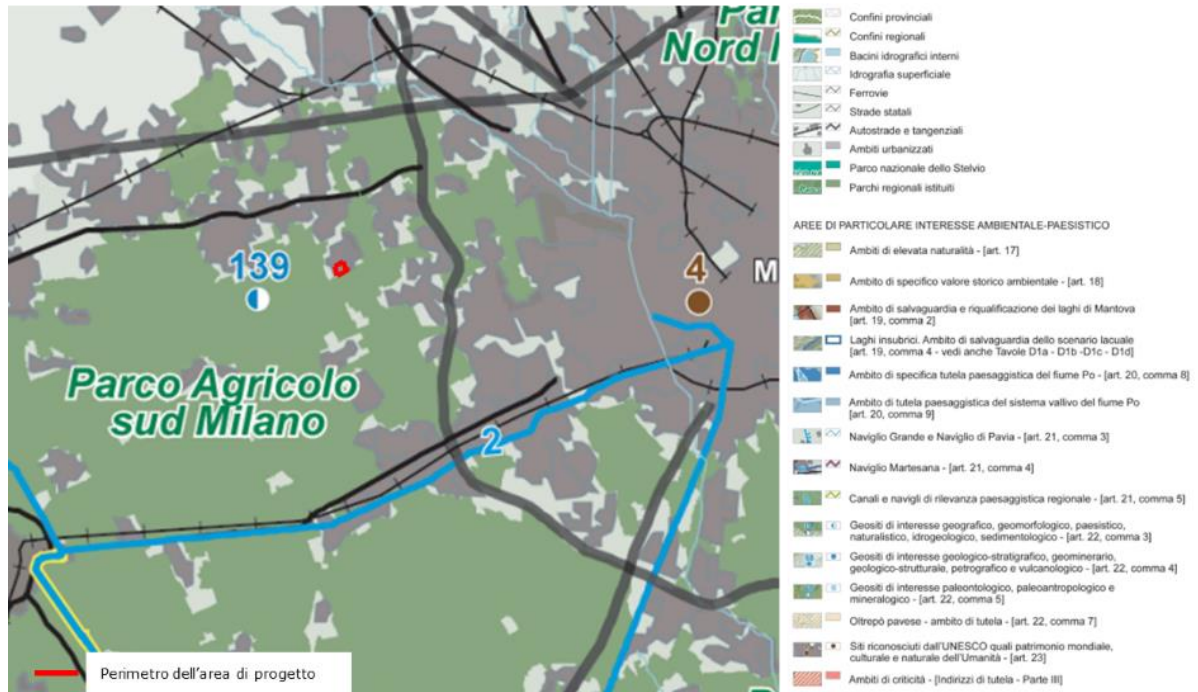 Par
Nord M
139
4
M
Parco Agricolo
sud Milano
2
P
Perimetro dell'area di progetto
Confini provinciali
Confini regionali
Bacini idrografici interni
Idrografia superficiale
Ferrovie
Strade statali
Autostrade e tangenziali
Ambiti urbanizzati
Parco nazionale dello Stelvio
Parchi regionali istituiti
AREE DI PARTICOLARE INTERESSE AMBIENTALE-PAESISTICO
Ambiti di elevata naturalità - [art. 17]
Ambito di specifico valore storico ambientale - [art. 18]
Ambito di salvaguardia e riqualificazione dei laghi di Mantova
[art. 19, comma 2]
Laghi insubrici. Ambito di salvaguardia dello scenario lacuale
[art. 19, comma 4 - vedi anche Tavole D1a - D1b -D1c - D1d]
Ambito di specifica tutela paesaggistica del fiume Po - [art. 20, comma 8]
Ambito di tutela paesaggistica del sistema vallivo del fiume Po
[art. 20, comma 9]
Naviglio Grande e Naviglio di Pavia - [art. 21, comma 3]
Naviglio Martesana - [art. 21, comma 4]
Canali e navigli di rilevanza paesaggistica regionale - [art. 21, comma 5]
Geositi di interesse geografico, geomorfologico, paesistico,
naturalistico, idrogeologico, sedimentologico - [art. 22, comma 3]
Geositi di interesse geologico-stratigrafico, geominerario,
geologico-strutturale, petrografico e vulcanologico - [art. 22, comma 4]
Geositi di interesse paleontologico, paleoantropologico e
mineralogico - [art. 22, comma 5]
Oltrepò pavese - ambito di tutela - [art. 22, comma 7]
Siti riconosciuti dall'UNESCO quali patrimonio mondiale,
culturale e naturale dell'Umanità - [art. 23]
Ambiti di criticità - [Indirizzi di tutela - Parte III]